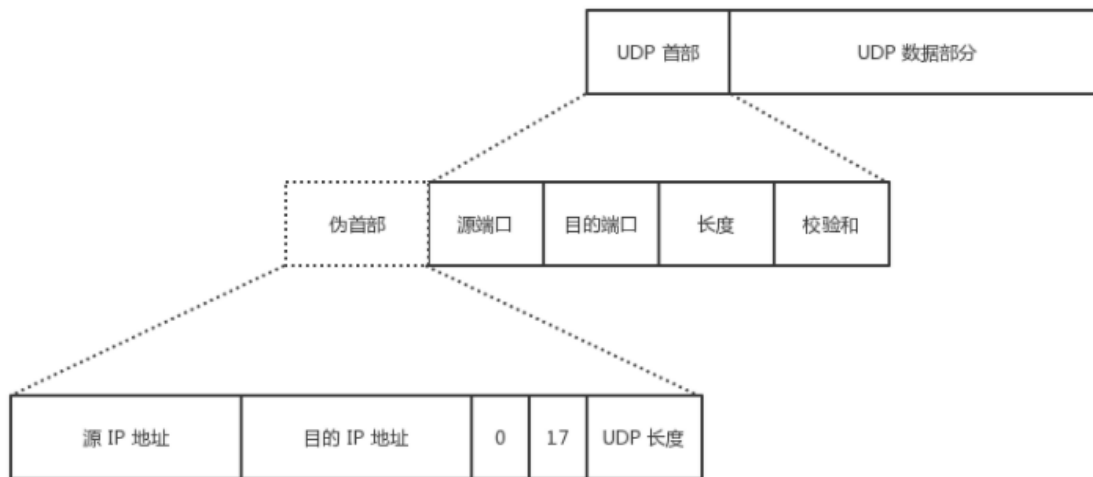 UDP 首部
UDP 数据部分
伪首部
源端口
目的端口
长度
校验和
源 IP 地址
目的 IP 地址
0
17
UDP 长度